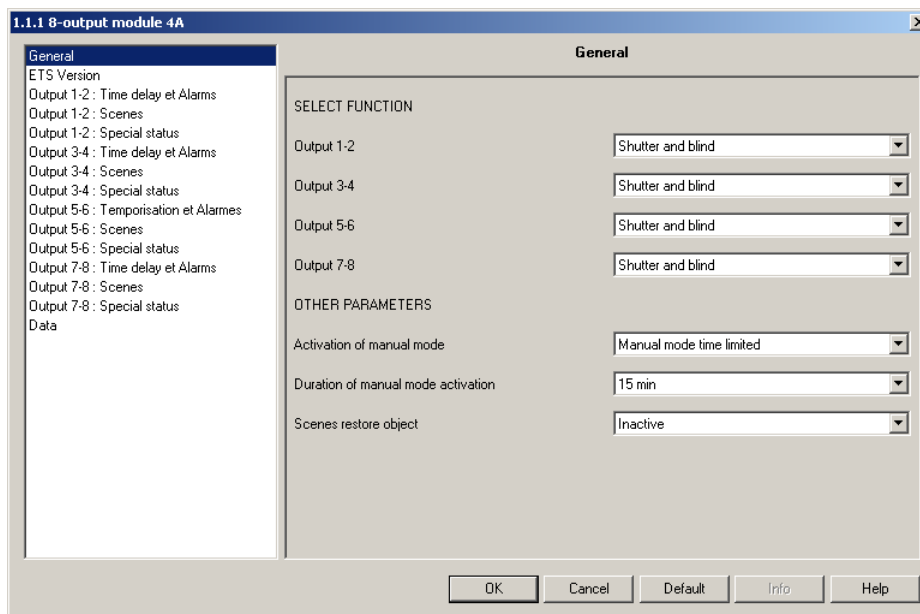 1.1.1 8-output module 4A
General
ETS Version
Output 1-2 : Time delay et Alarms
Output 1-2 : Scenes
Output 1-2 : Special status
Output 3-4 : Time delay et Alarms
Output 3-4 : Scenes
Output 3-4 : Special status
Output 5-6 : Temporisation et Alarmes
Output 5-6 : Scenes
Output 5-6 : Special status
Output 7-8 : Time delay et Alarms
Output 7-8 : Scenes
Output 7-8 : Special status
Data
General
SELECT FUNCTION
Output 1-2 Shutter and blind
Output 3-4 Shutter and blind
Output 5-6 Shutter and blind
Output 7-8 Shutter and blind
OTHER PARAMETERS
Activation of manual mode Manual mode time limited
Duration of manual mode activation 15 min
Scenes restore object Inactive
OK Cancel Default Info Help